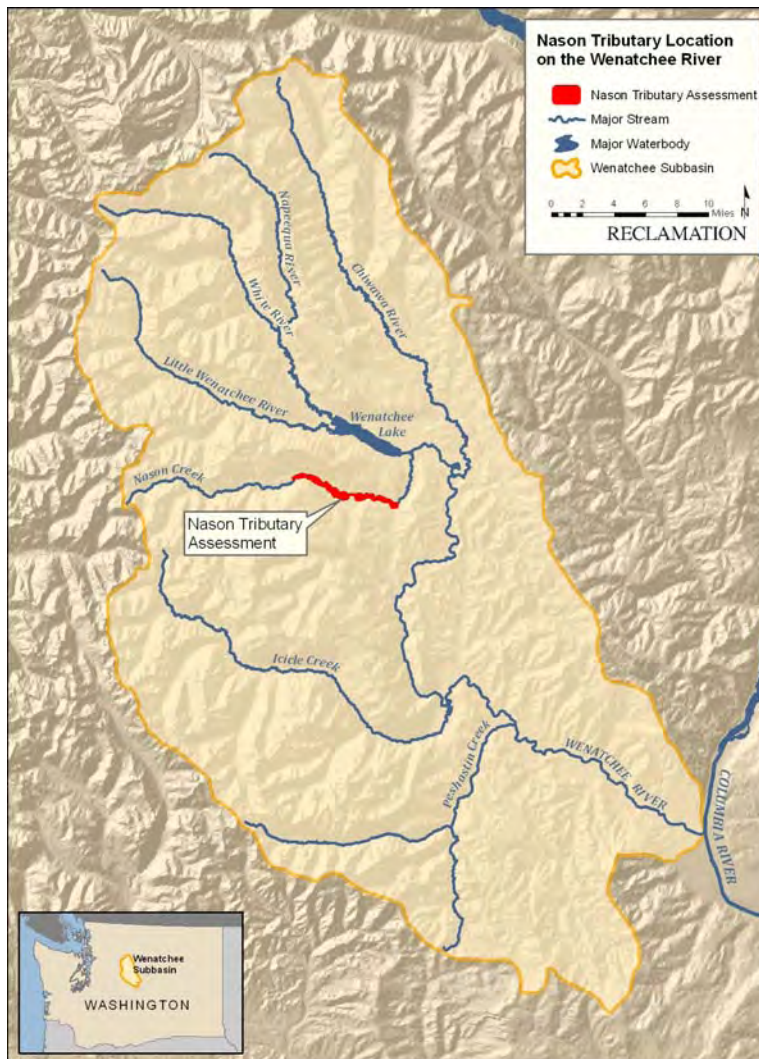 Nason Tributary Location
on the Wenatchee River
Nason Tributary Assessment
Major Stream
Major Waterbody
Wenatchee Subbasin
0 2 4 6 8 10
Miles
N
RECLAMATION
Napeequa River
Chiwawa River
White River
Little Wenatchee River
Wenatchee
Lake
Nason Creek
Nason Tributary
Assessment
Icicle Creek
Peshastin Creek
WENATCHEE RIVER
COLUMBIA RIVER
Wenatchee
Subbasin
WASHINGTON